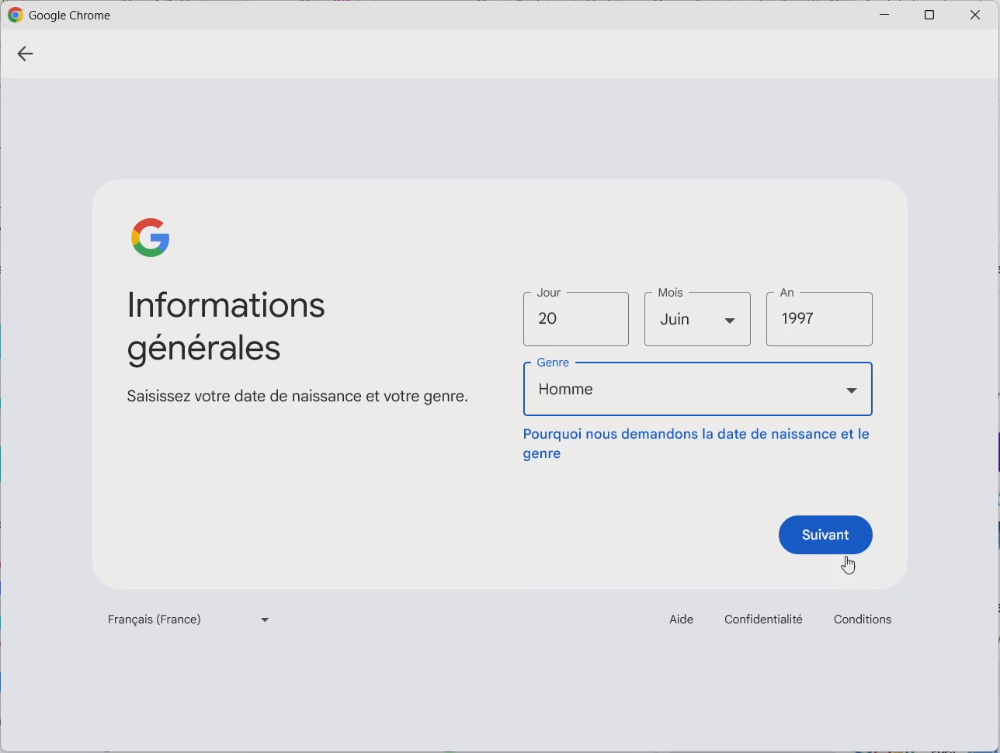 Google Chrome
Informations
générales
Saisissez votre date de naissance et votre genre.
Jour
20
Mois
Juin
An
1997
Genre
Homme
Pourquoi nous demandons la date de naissance et le
genre
Suivant
Français (France)
Aide
Confidentialité
Conditions